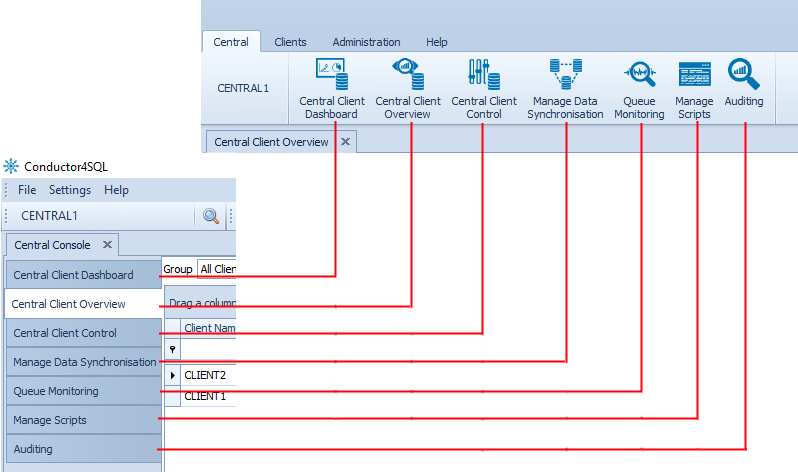 Central Clients Administration Help
CENTRAL1
Central Client Dashboard
Central Client Overview
Central Client Control
Manage Data Synchronisation
Queue Monitoring
Manage Scripts
Auditing
Central Client Overview
Conductor4SQL
File Settings Help
CENTRAL1
Central Console
Central Client Dashboard
Group All Clien
Central Client Overview
Drag a column
Client Nam
Central Client Control
Manage Data Synchronisation
CLIENT2
Queue Monitoring
CLIENT1
Manage Scripts
Auditing